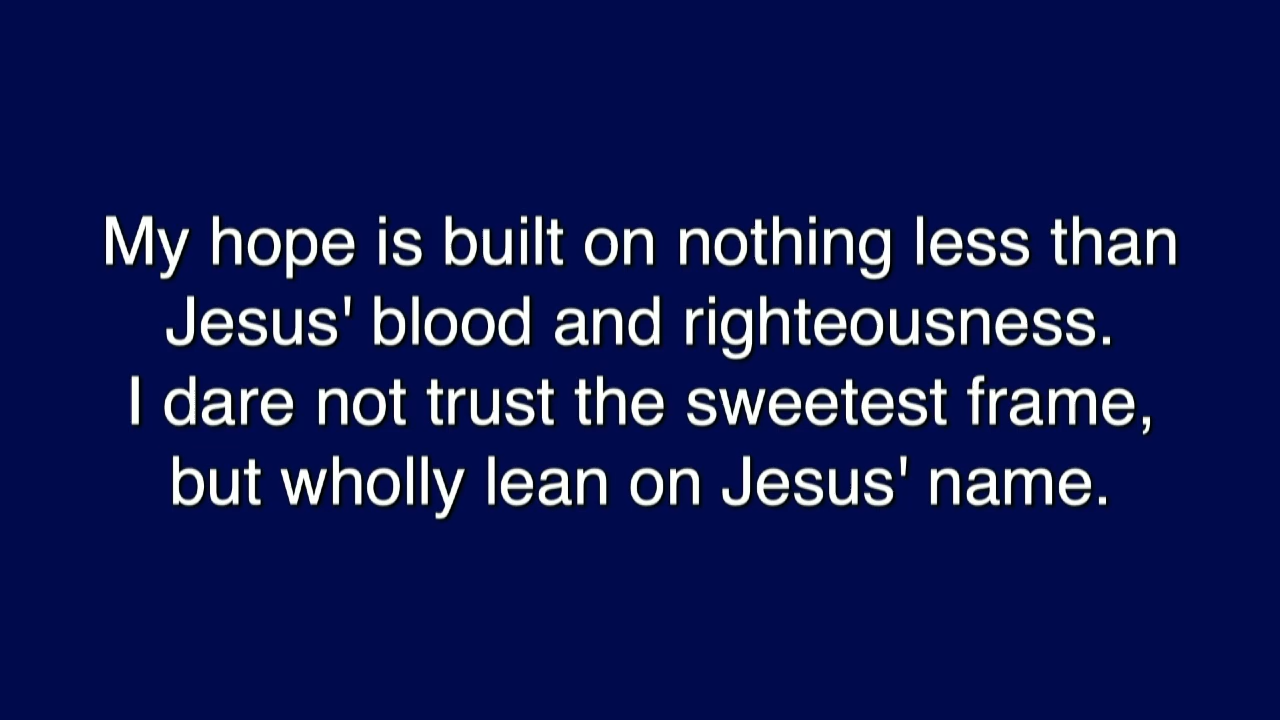 My hope is built on nothing less than
Jesus' blood and righteousness.
I dare not trust the sweetest frame,
but wholly lean on Jesus' name.